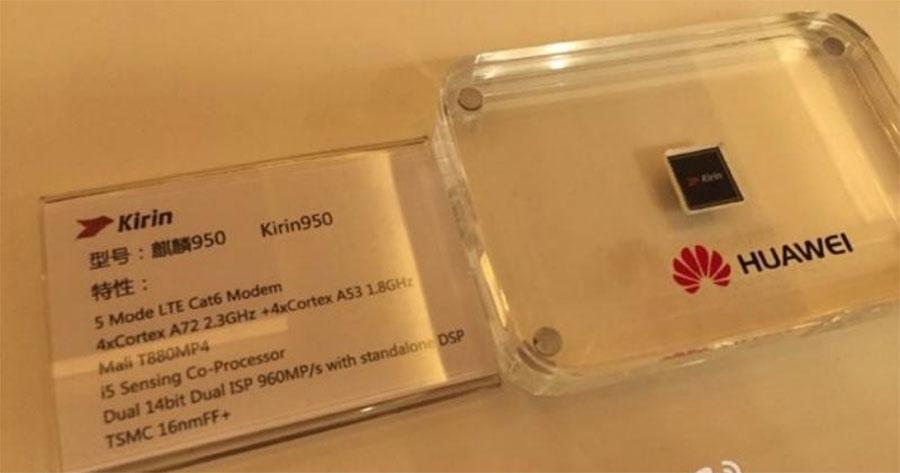 Kirin
型号：麒麟950 Kirin950
特性：
5 Mode LTE Cat6 Modem
4xCortex A72 2.3GHz +4xCortex A53 1.8GHz
Mali T880MP4
i5 Sensing Co-Processor
Dual 14bit Dual ISP 960MP/s with standalone DSP
TSMC 16nmFF+
Kirin
HUAWEI